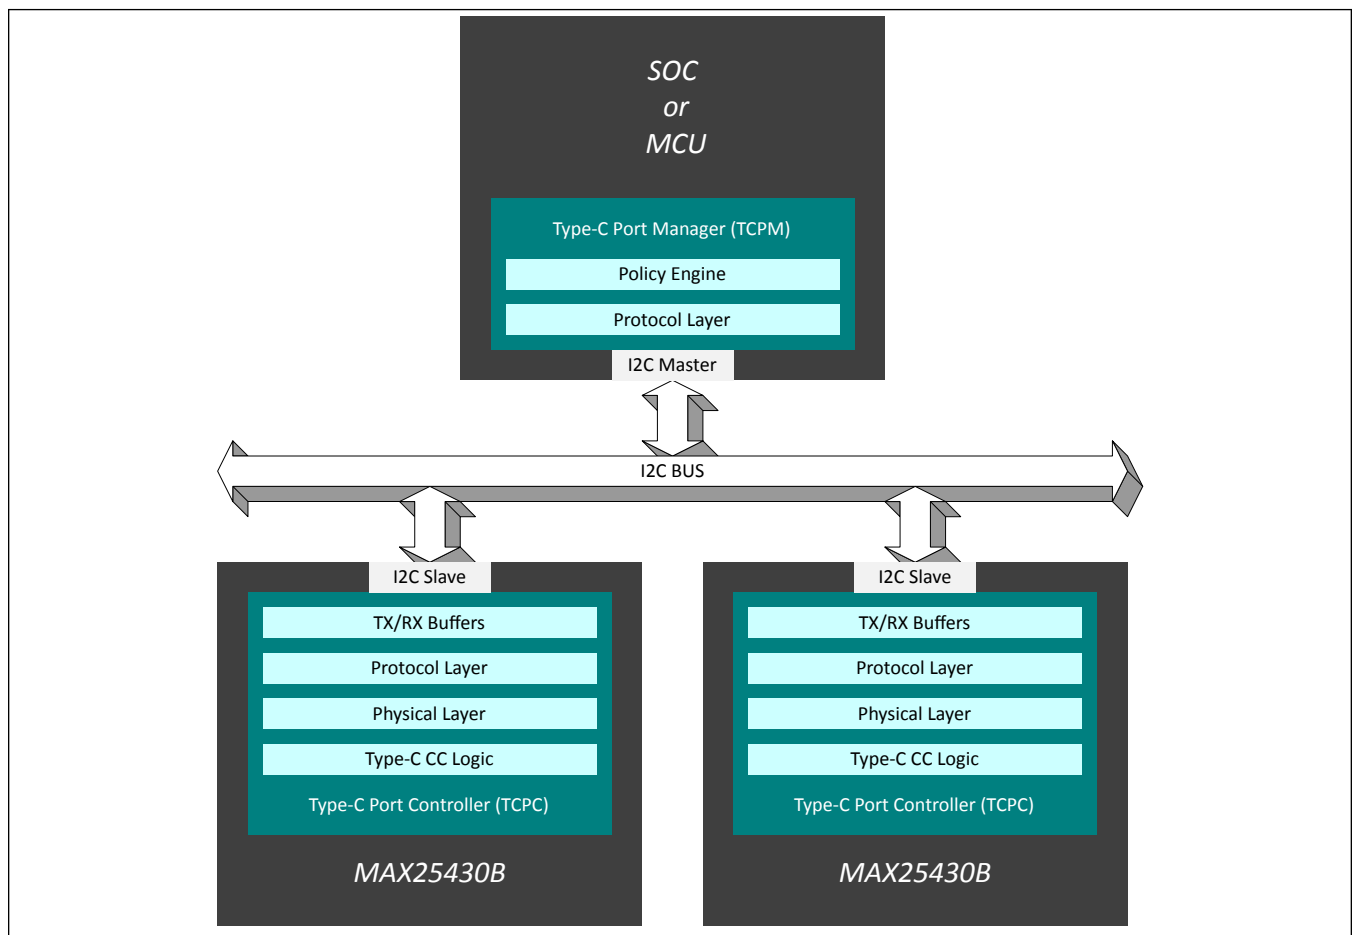 SOC
or
MCU
Type-C Port Manager (TCPM)
Policy Engine
Protocol Layer
I2C Master
I2C BUS
I2C Slave
TX/RX Buffers
Protocol Layer
Physical Layer
Type-C CC Logic
Type-C Port Controller (TCPC)
MAX25430B
I2C Slave
TX/RX Buffers
Protocol Layer
Physical Layer
Type-C CC Logic
Type-C Port Controller (TCPC)
MAX25430B